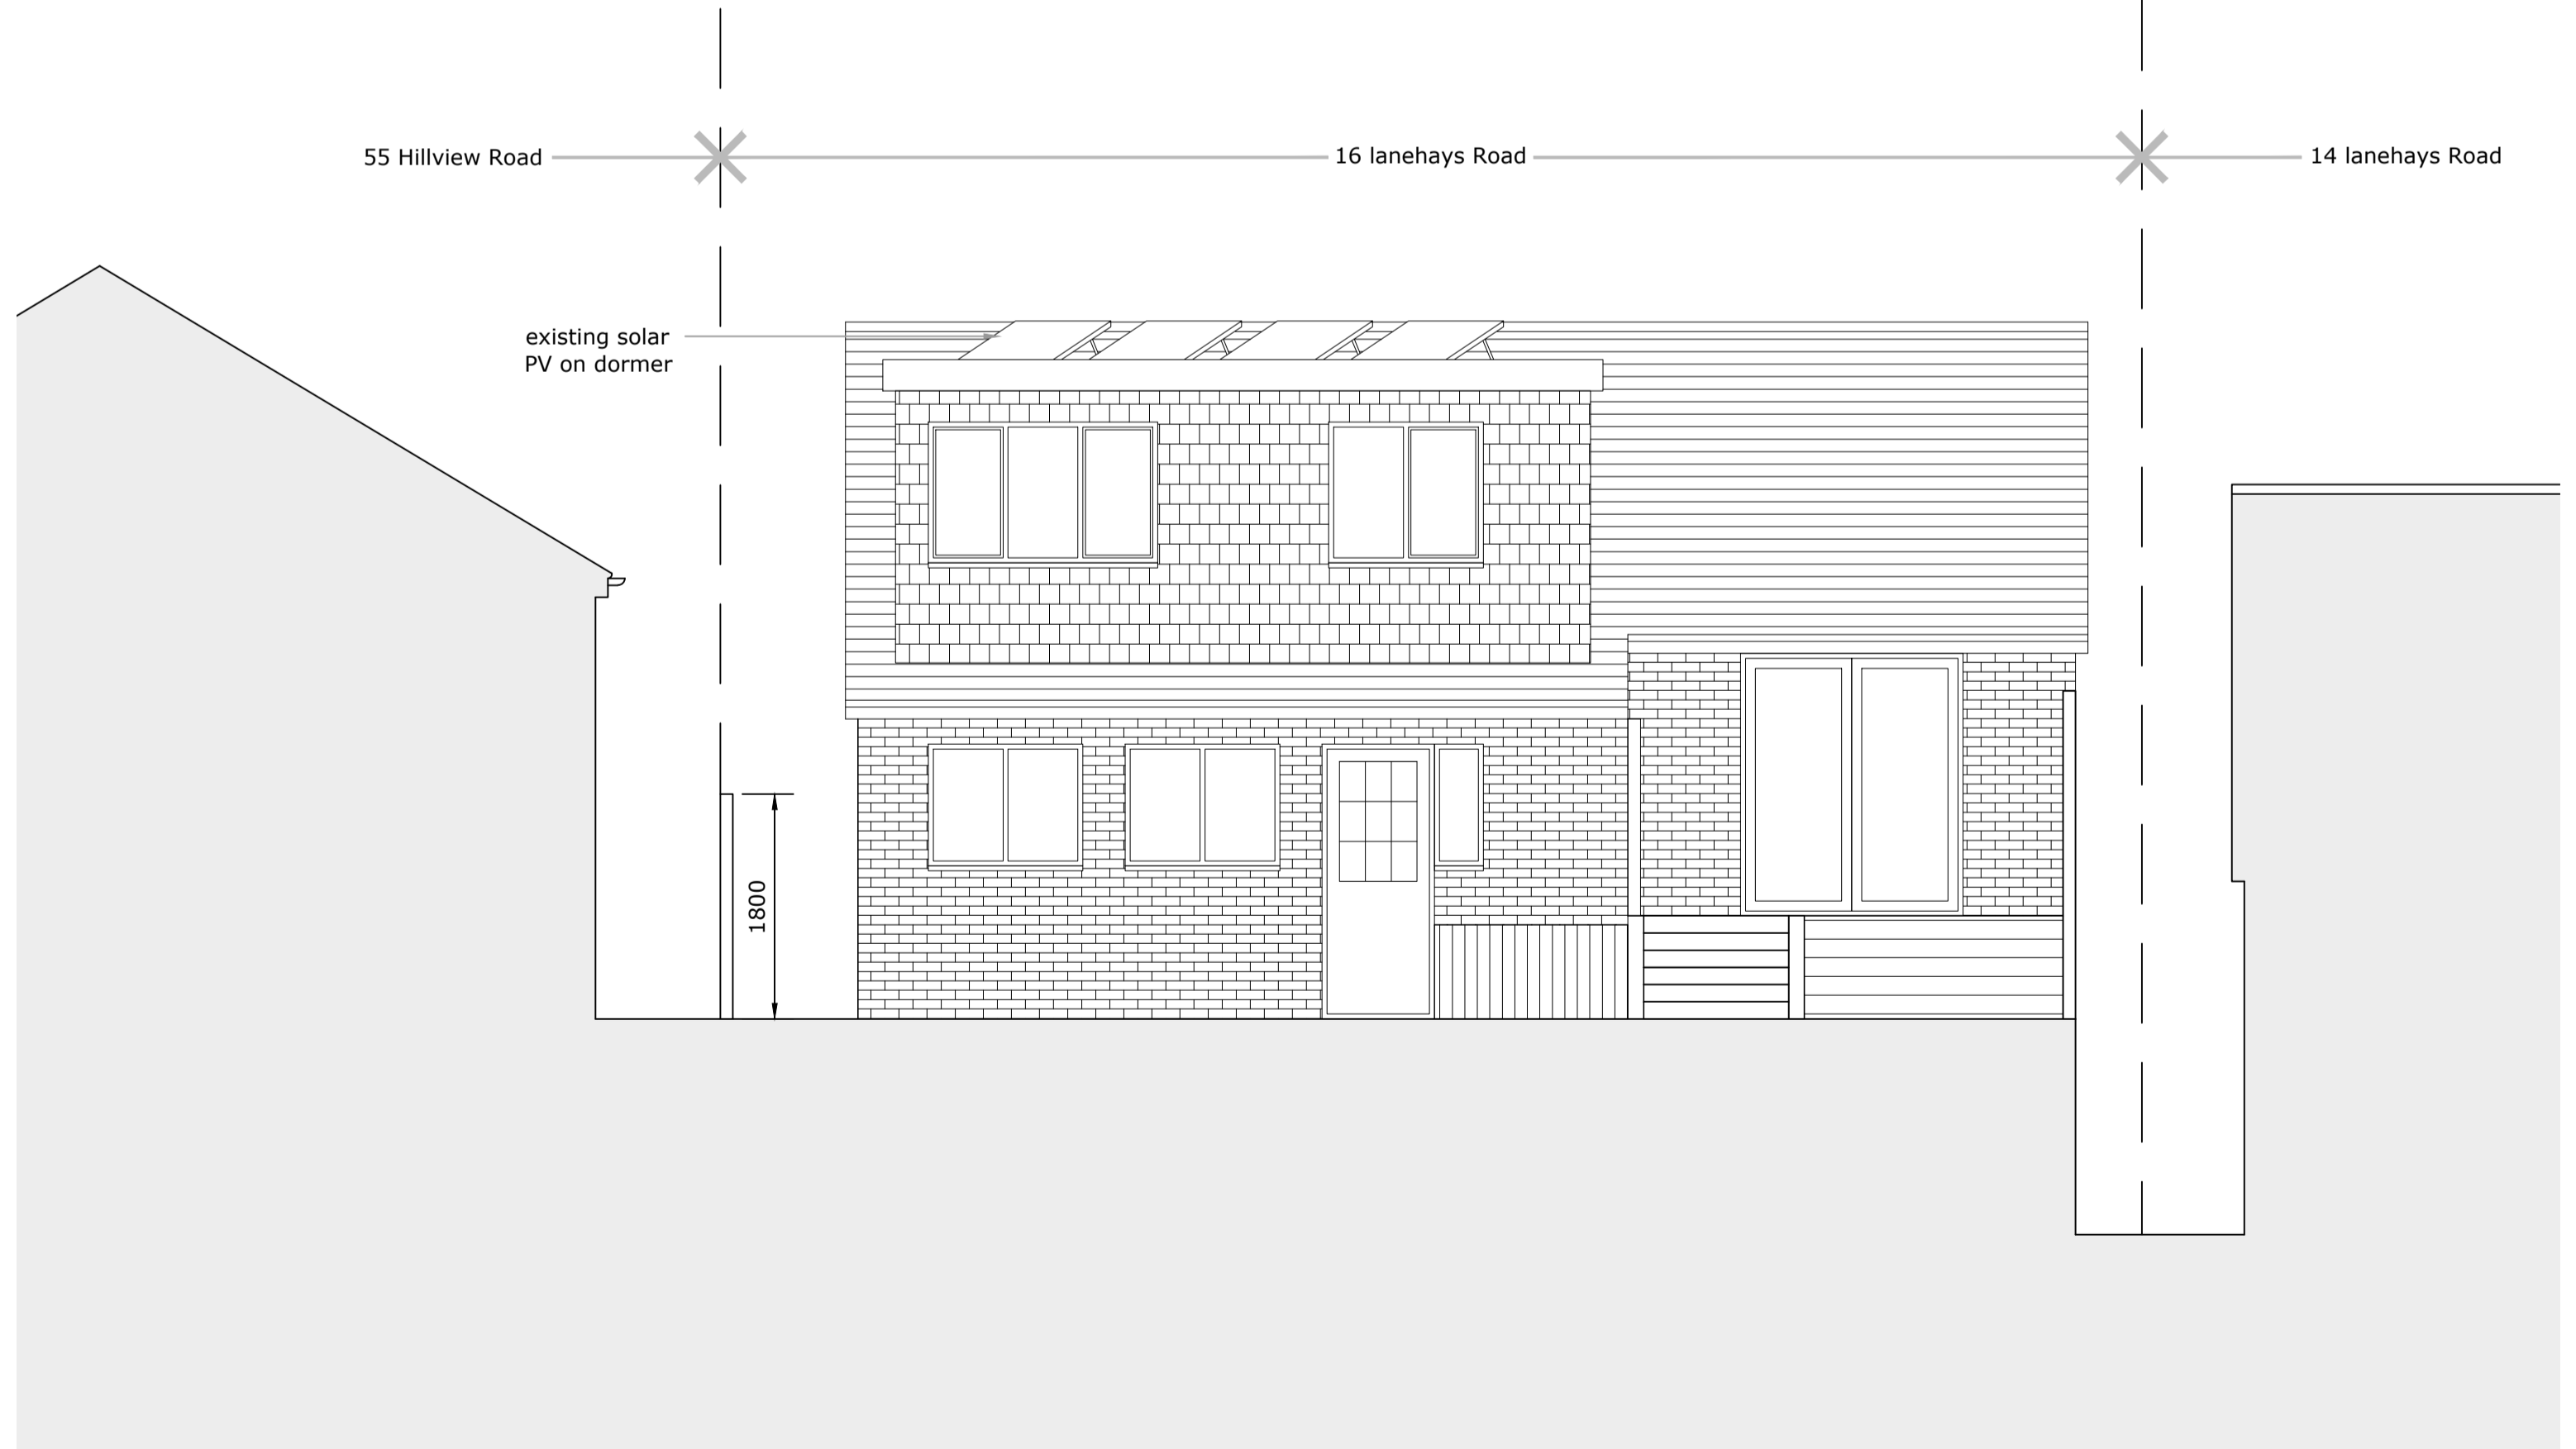 55 Hillview Road
16 lanehays Road
14 lanehays Road
existing solar
PV on dormer
1800